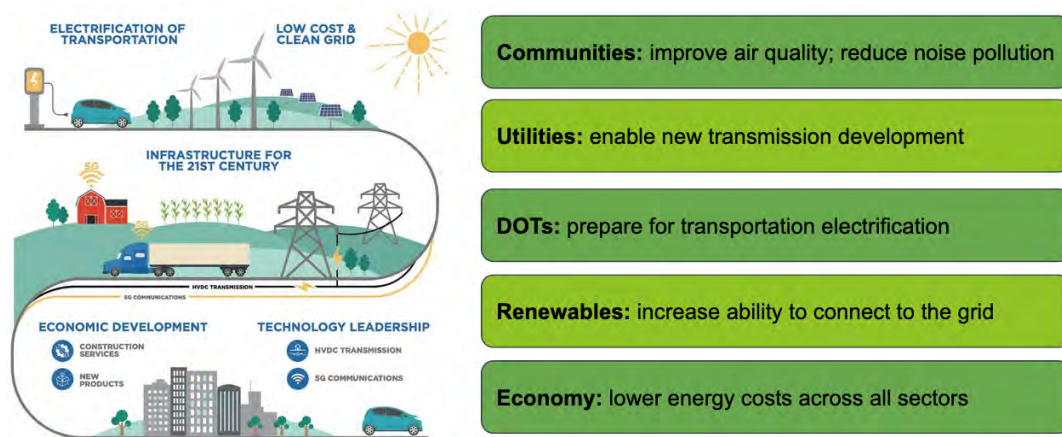 ELECTRIFICATION OF
TRANSPORTATION
LOW COST &
CLEAN GRID
INFRASTRUCTURE FOR
THE 21ST CENTURY
5G
5G
HVDC TRANSMISSION
5G COMMUNICATIONS
ECONOMIC DEVELOPMENT
CONSTRUCTION
SERVICES
NEW
PRODUCTS
TECHNOLOGY LEADERSHIP
HVDC TRANSMISSION
5G COMMUNICATIONS
Communities: improve air quality; reduce noise pollution
Utilities: enable new transmission development
DOTs: prepare for transportation electrification
Renewables: increase ability to connect to the grid
Economy: lower energy costs across all sectors